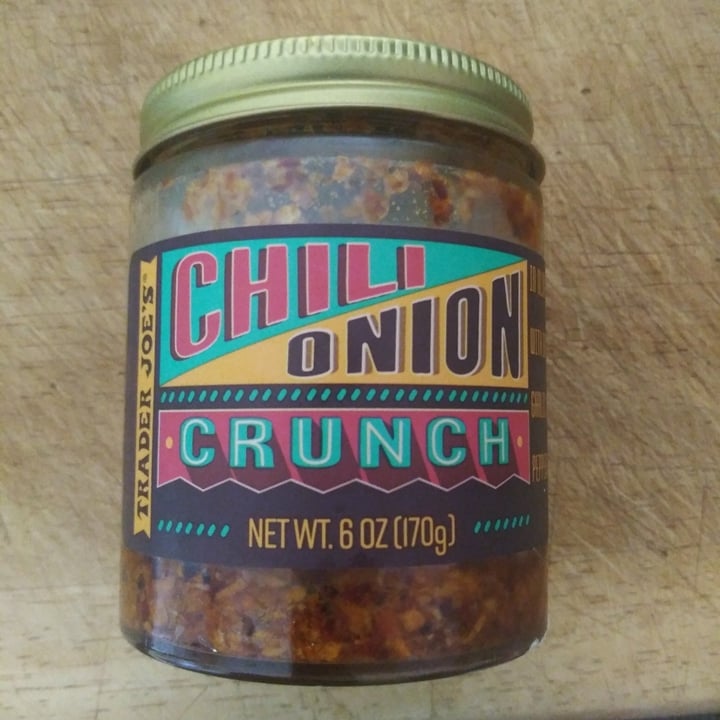 TRADER JOE'S®
CHILI
ONION
CRUNCH
NET WT. 6 OZ (170g)